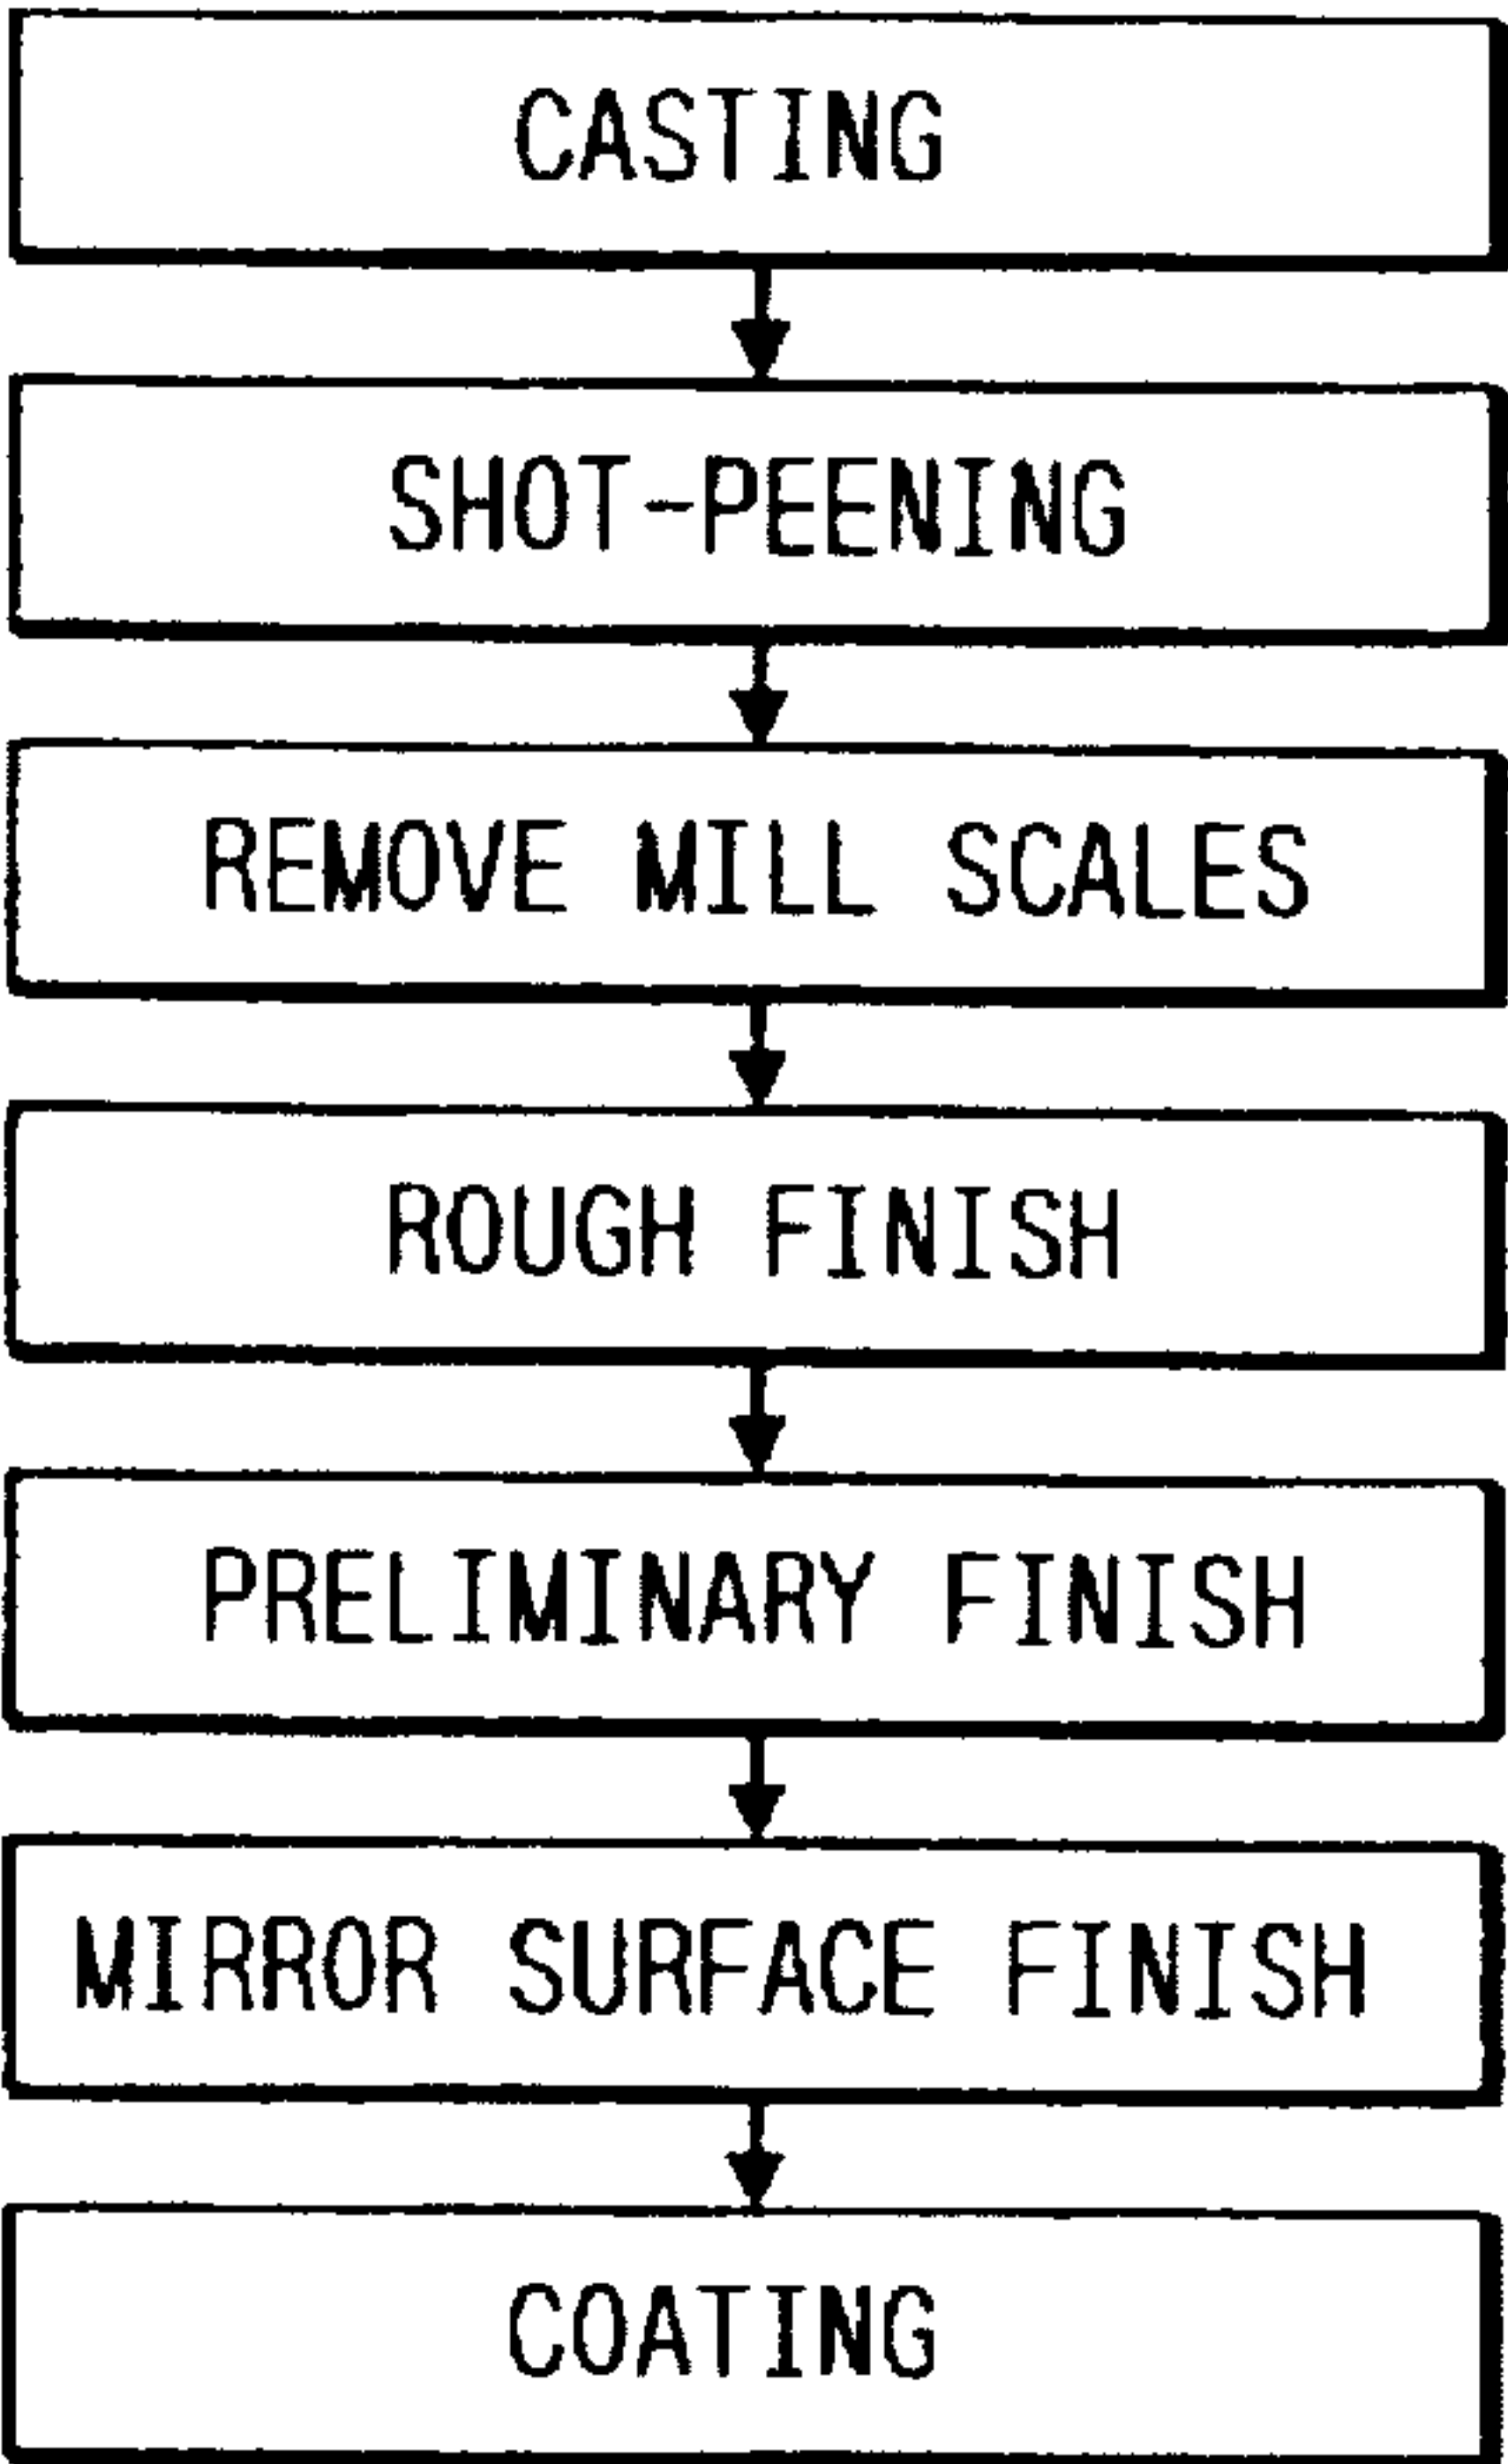 CASTING
SHOT-PEENING
REMOVE MILL SCALES
ROUGH FINISH
PRELIMINARY FINISH
MIRROR SURFACE FINISH
COATING